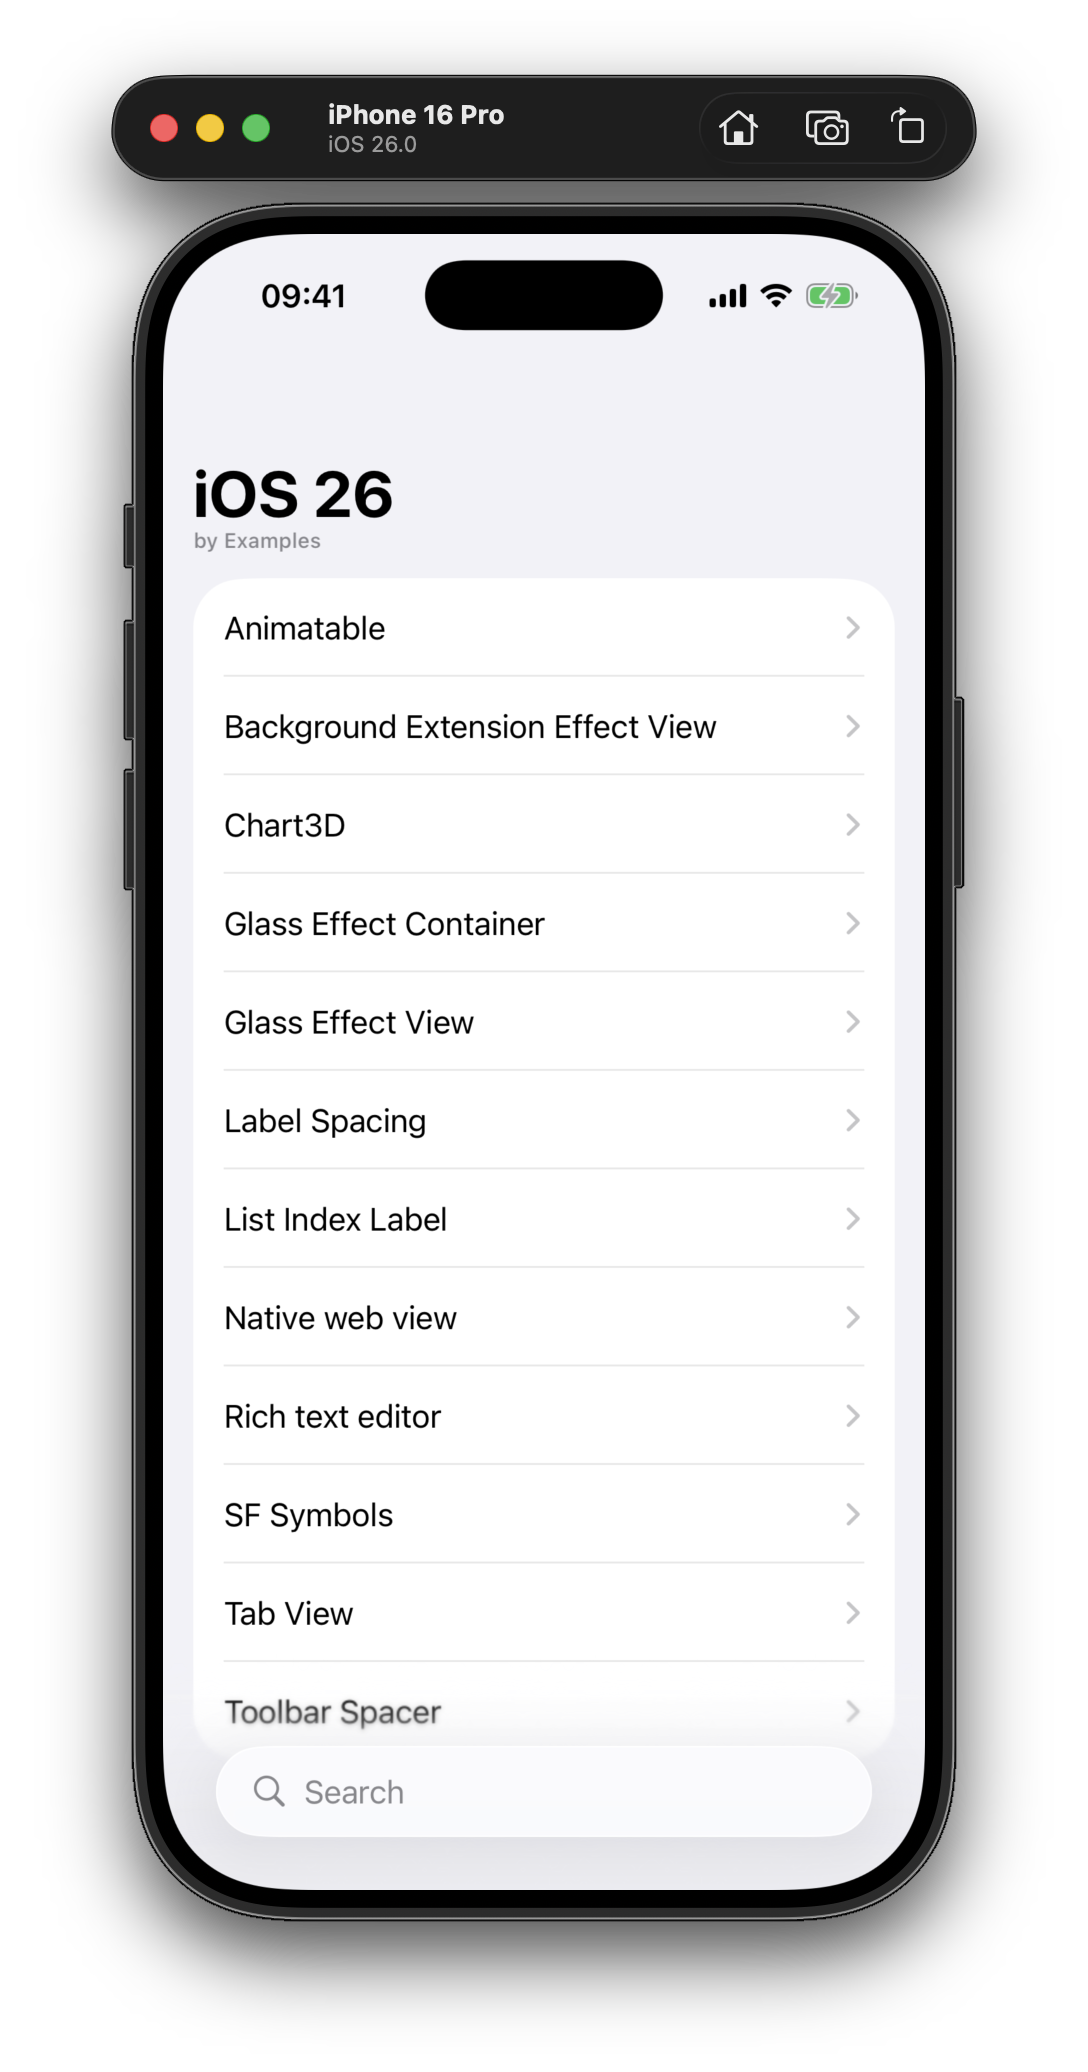 iPhone 16 Pro
iOS 26.0
09:41
iOS 26
by Examples
Animatable
Background Extension Effect View
Chart3D
Glass Effect Container
Glass Effect View
Label Spacing
List Index Label
Native web view
Rich text editor
SF Symbols
Tab View
Toolbar Spacer
Search